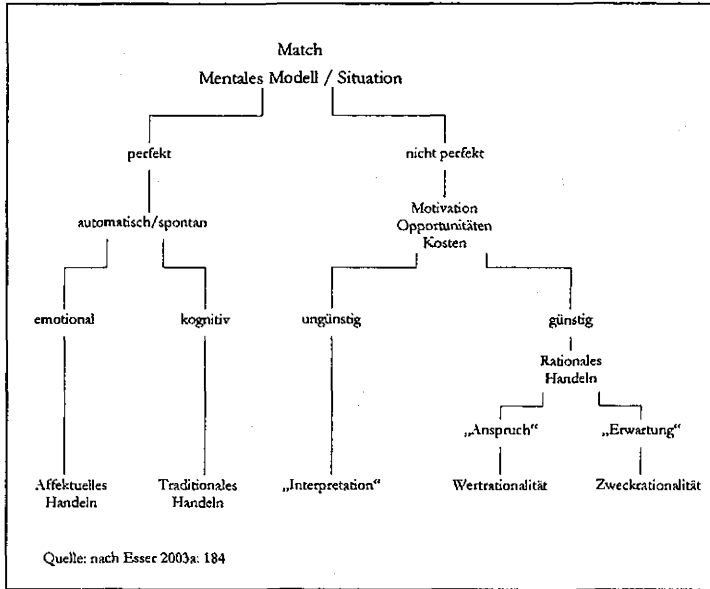 Match
Mentales Modell / Situation
perfekt
nicht perfekt
automatisch/spontan
Motivation
Opportunitäten
Kosten
emotional
kognitiv
ungünstig
günstig
Rationales
Handeln
„Anspruch“
„Erwartung“
Affektuelles
Handeln
Traditionales
Handeln
„Interpretation“
Wertrationalität
Zweckrationalität
Quelle: nach Esser 2003a: 184